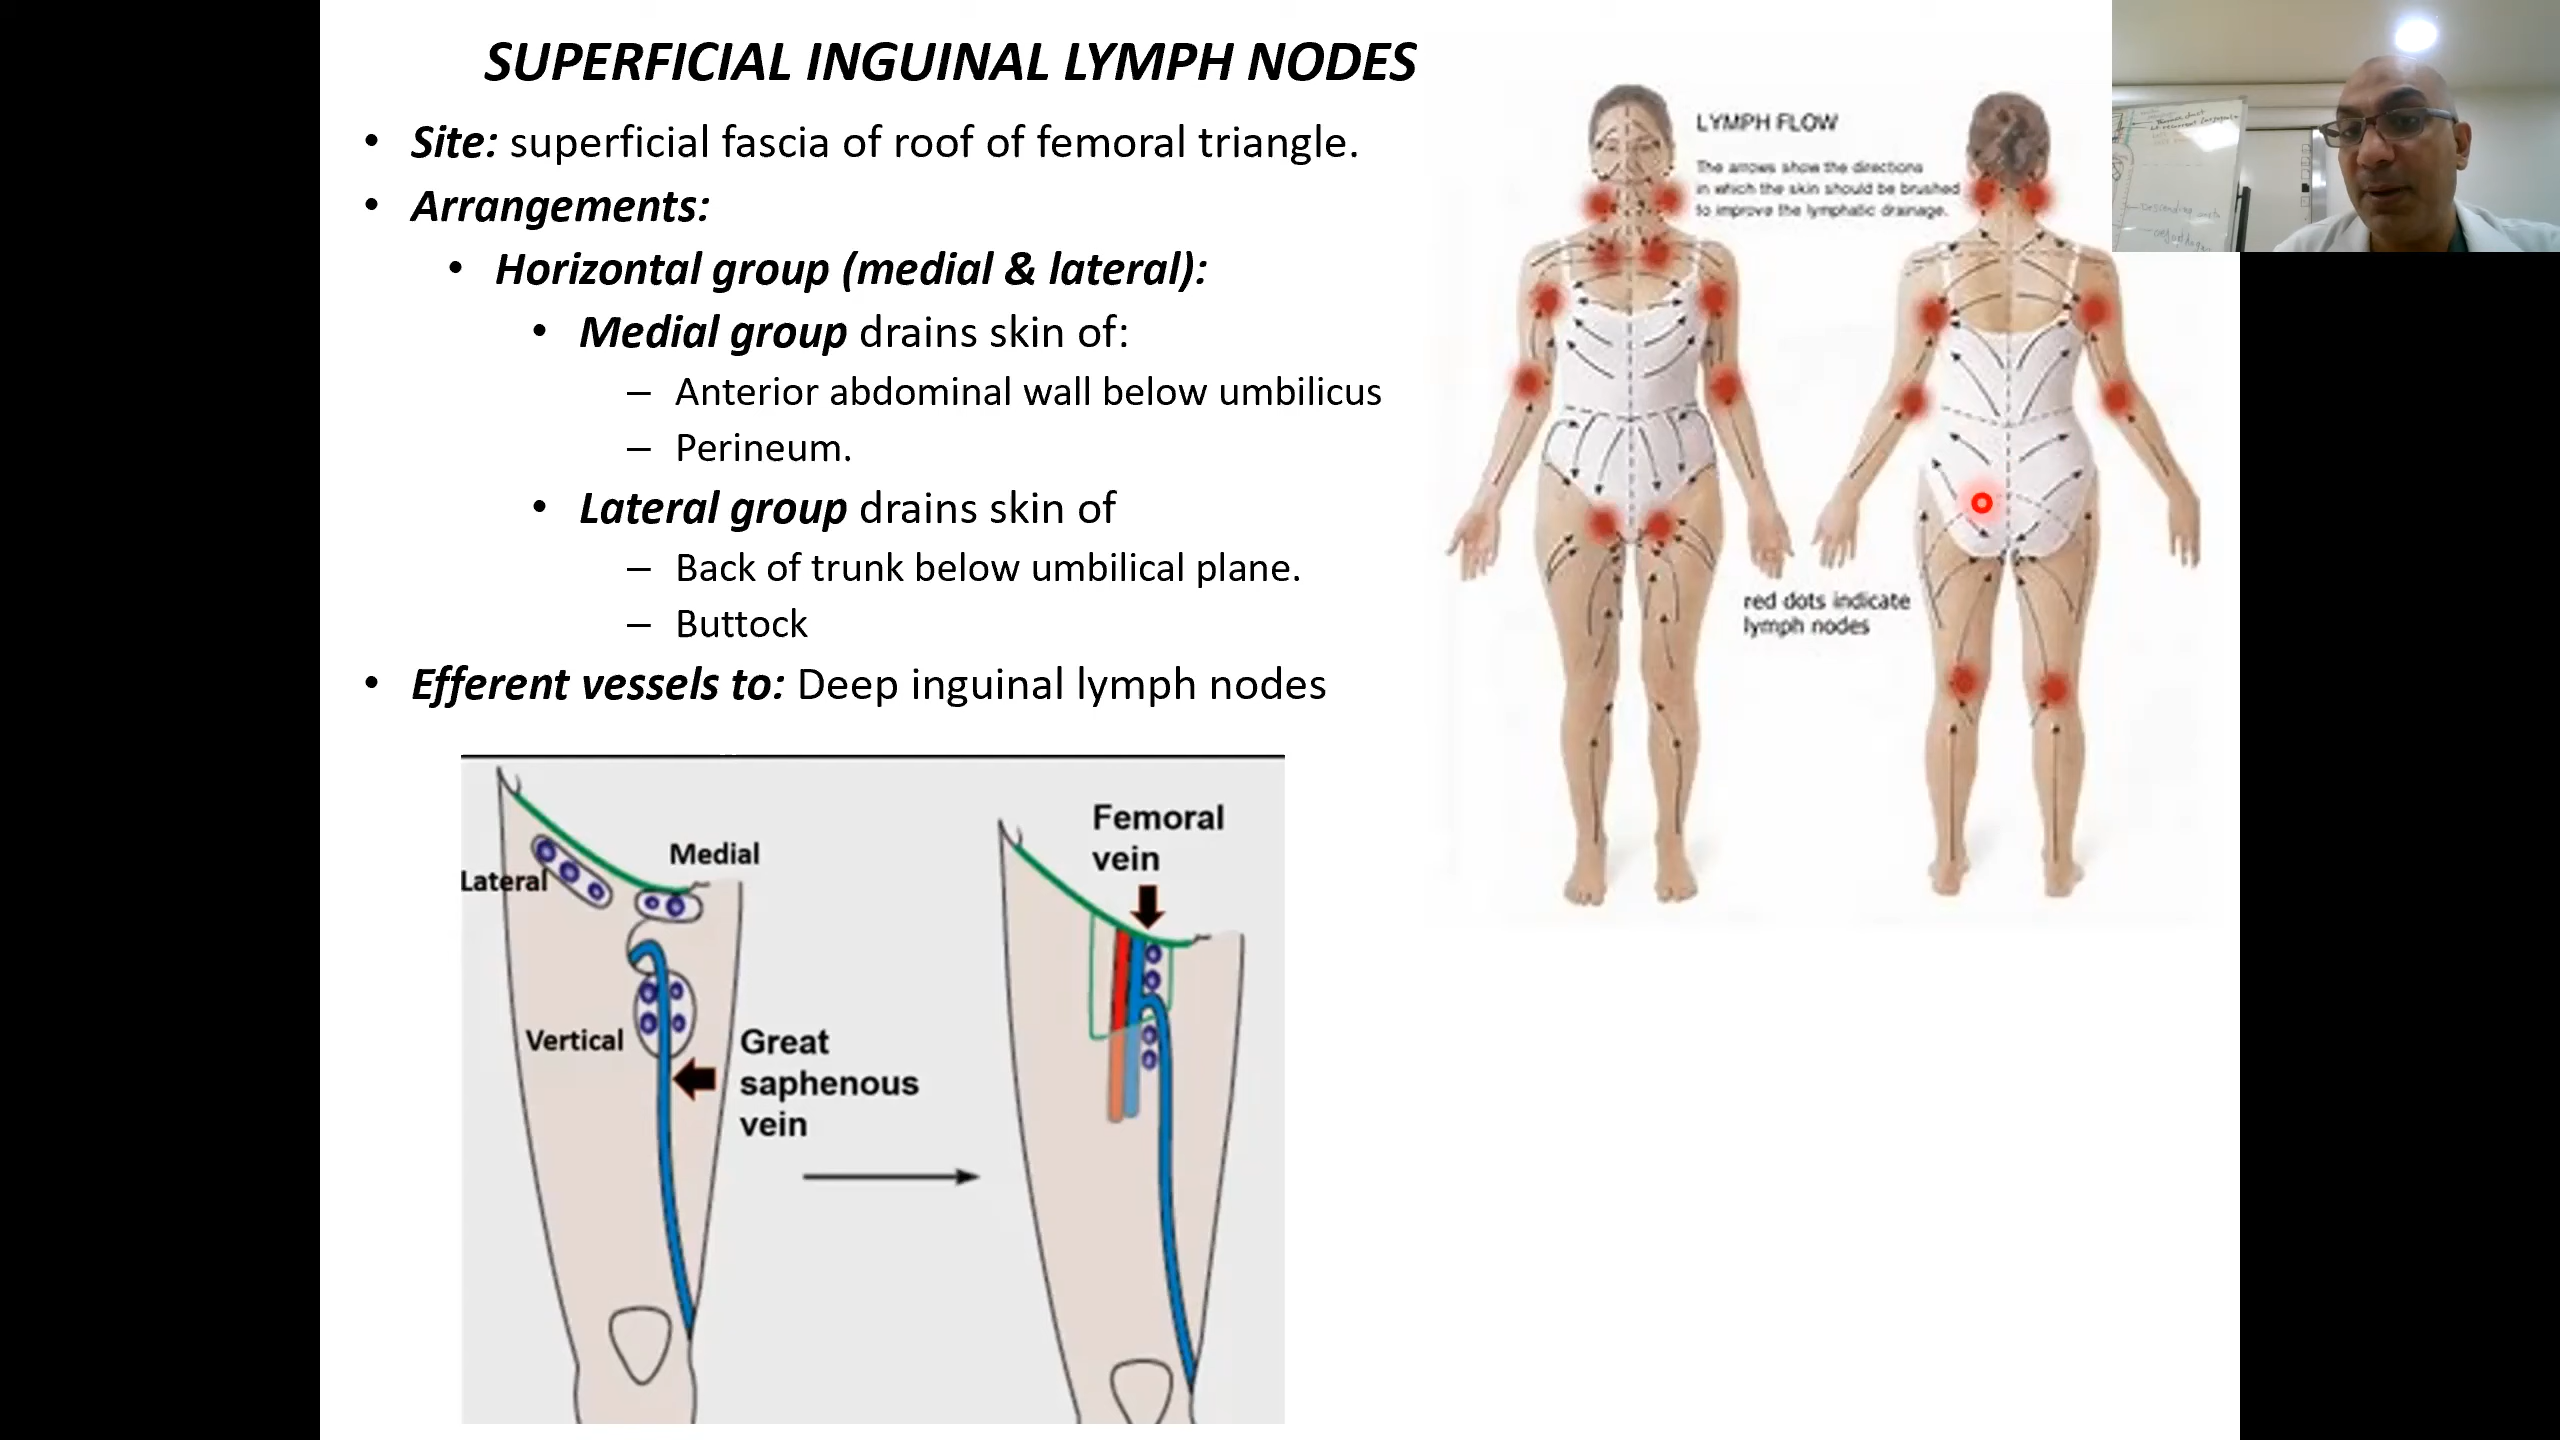 SUPERFICIAL INGUINAL LYMPH NODES
• Site: superficial fascia of roof of femoral triangle.
• Arrangements:
• Horizontal group (medial & lateral):
• Medial group drains skin of:
– Anterior abdominal wall below umbilicus
– Perineum.
• Lateral group drains skin of
– Back of trunk below umbilical plane.
– Buttock
• Efferent vessels to: Deep inguinal lymph nodes
LYMPH FLOW
The arrows show the directions
in which the skin should be brushed
to improve the lymphatic drainage.
red dots indicate
lymph nodes
Lateral
Medial
Vertical
Great
saphenous
vein
Femoral
vein